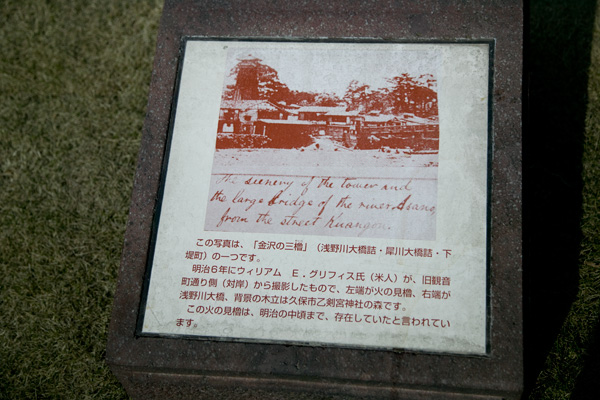 The scenery of the tower and
the large bridge of the river Asano,
from the street Kuangon.
この写真は、「金沢の三櫓」（浅野川大橋詰・犀川大橋詰・下
堤町）の一つです。
明治６年にウィリアム　Ｅ．グリフィス氏（米人）が、旧観音
町通り側（対岸）から撮影したもので、左端が火の見櫓、右端が
浅野川大橋、背景の木立は久保市乙剣宮神社の森です。
この火の見櫓は、明治の中頃まで、存在していたと言われてい
ます。